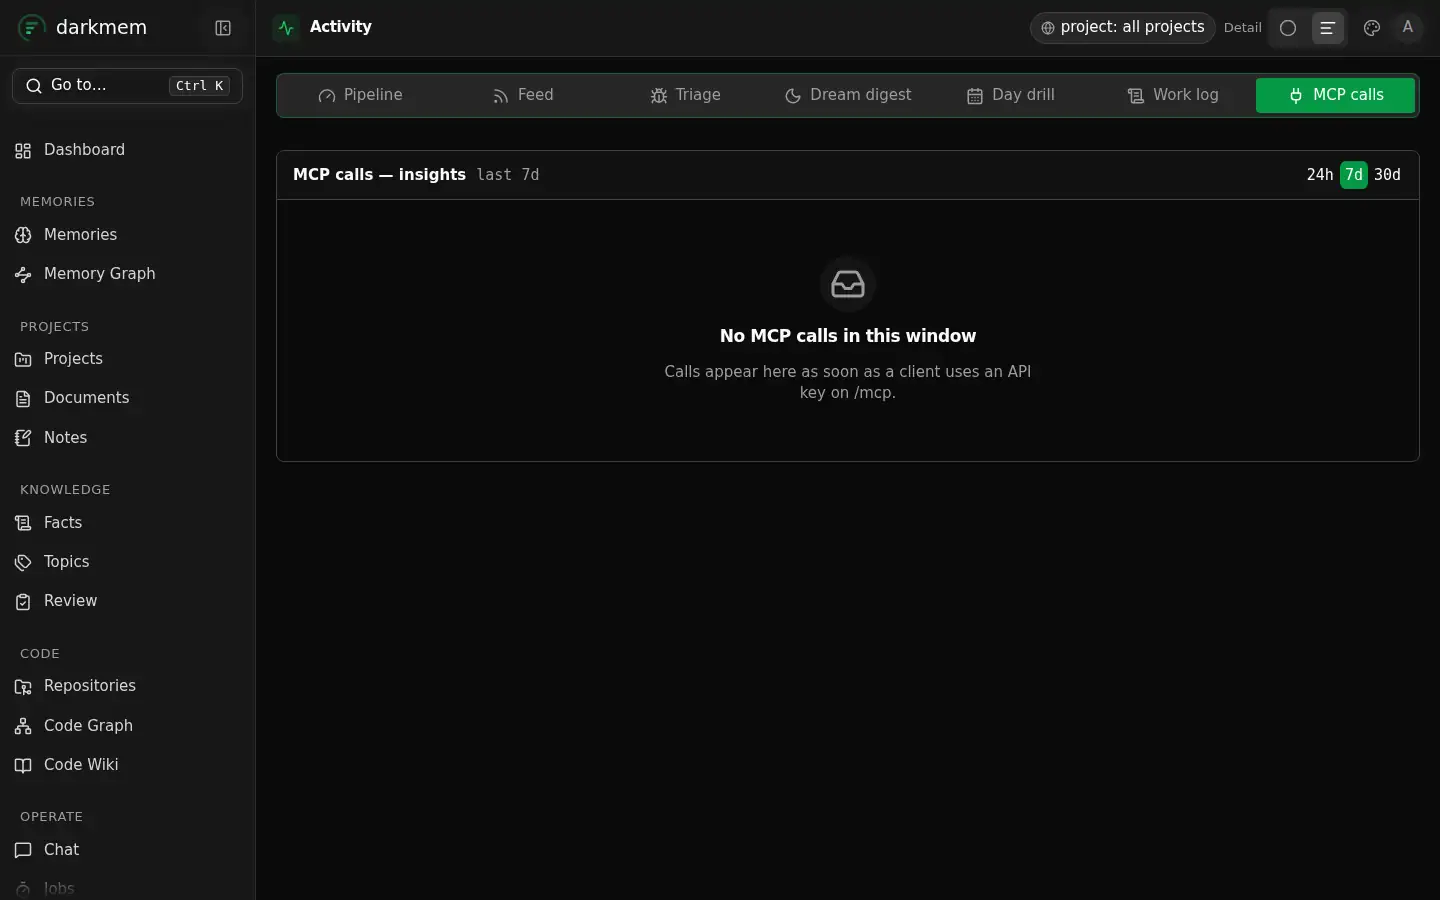 darkmem
Go to...
Ctrl K
Dashboard
MEMORIES
Memories
Memory Graph
PROJECTS
Projects
Documents
Notes
KNOWLEDGE
Facts
Topics
Review
CODE
Repositories
Code Graph
Code Wiki
OPERATE
Chat
Jobs
Activity
project: all projects
Detail
A
Pipeline
Feed
Triage
Dream digest
Day drill
Work log
MCP calls
MCP calls — insights last 7d
24h 7d 30d
No MCP calls in this window
Calls appear here as soon as a client uses an API
key on /mcp.